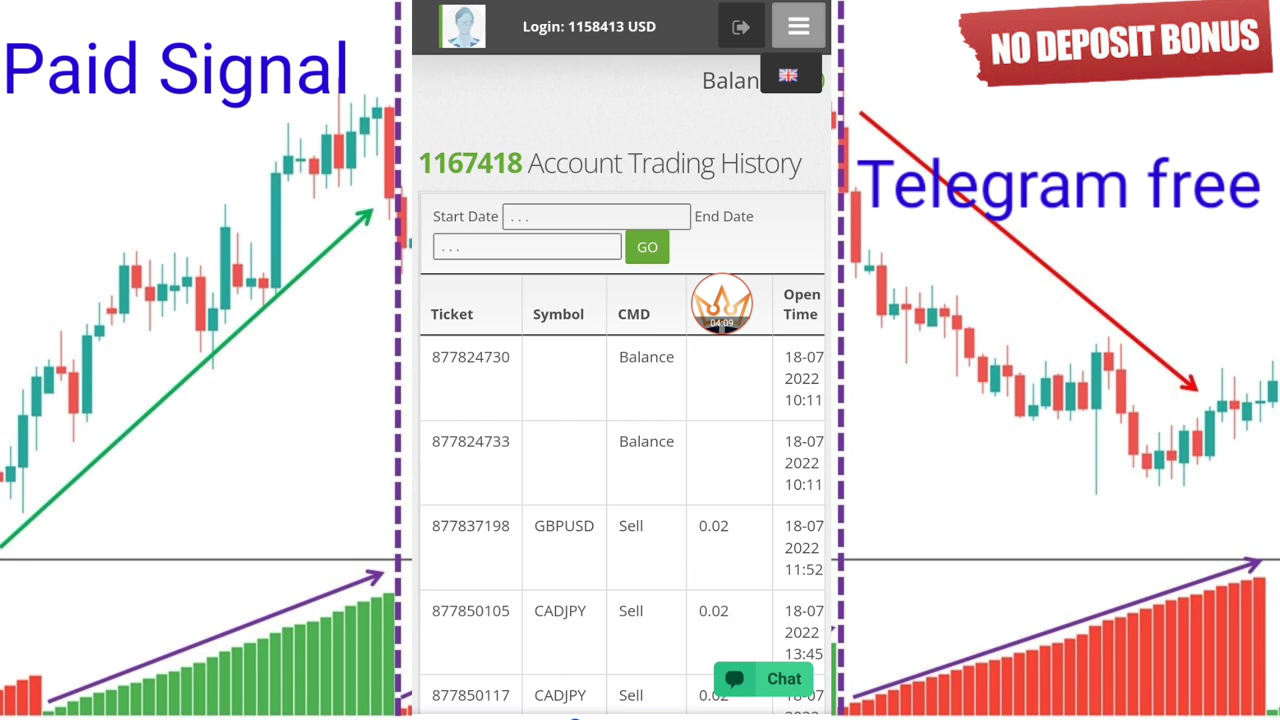 Paid Signal
Login: 1158413 USD
NO DEPOSIT BONUS
Balan
1167418 Account Trading History
Telegram free
Start Date ... End Date
... GO
Ticket Symbol CMD Open Time
04:09
877824730 Balance 18-07
2022
10:11
877824733 Balance 18-07
2022
10:11
877837198 GBPUSD Sell 0.02 18-07
2022
11:52
877850105 CADJPY Sell 0.02 18-07
2022
13:45
Chat
877850117 CADJPY Sell